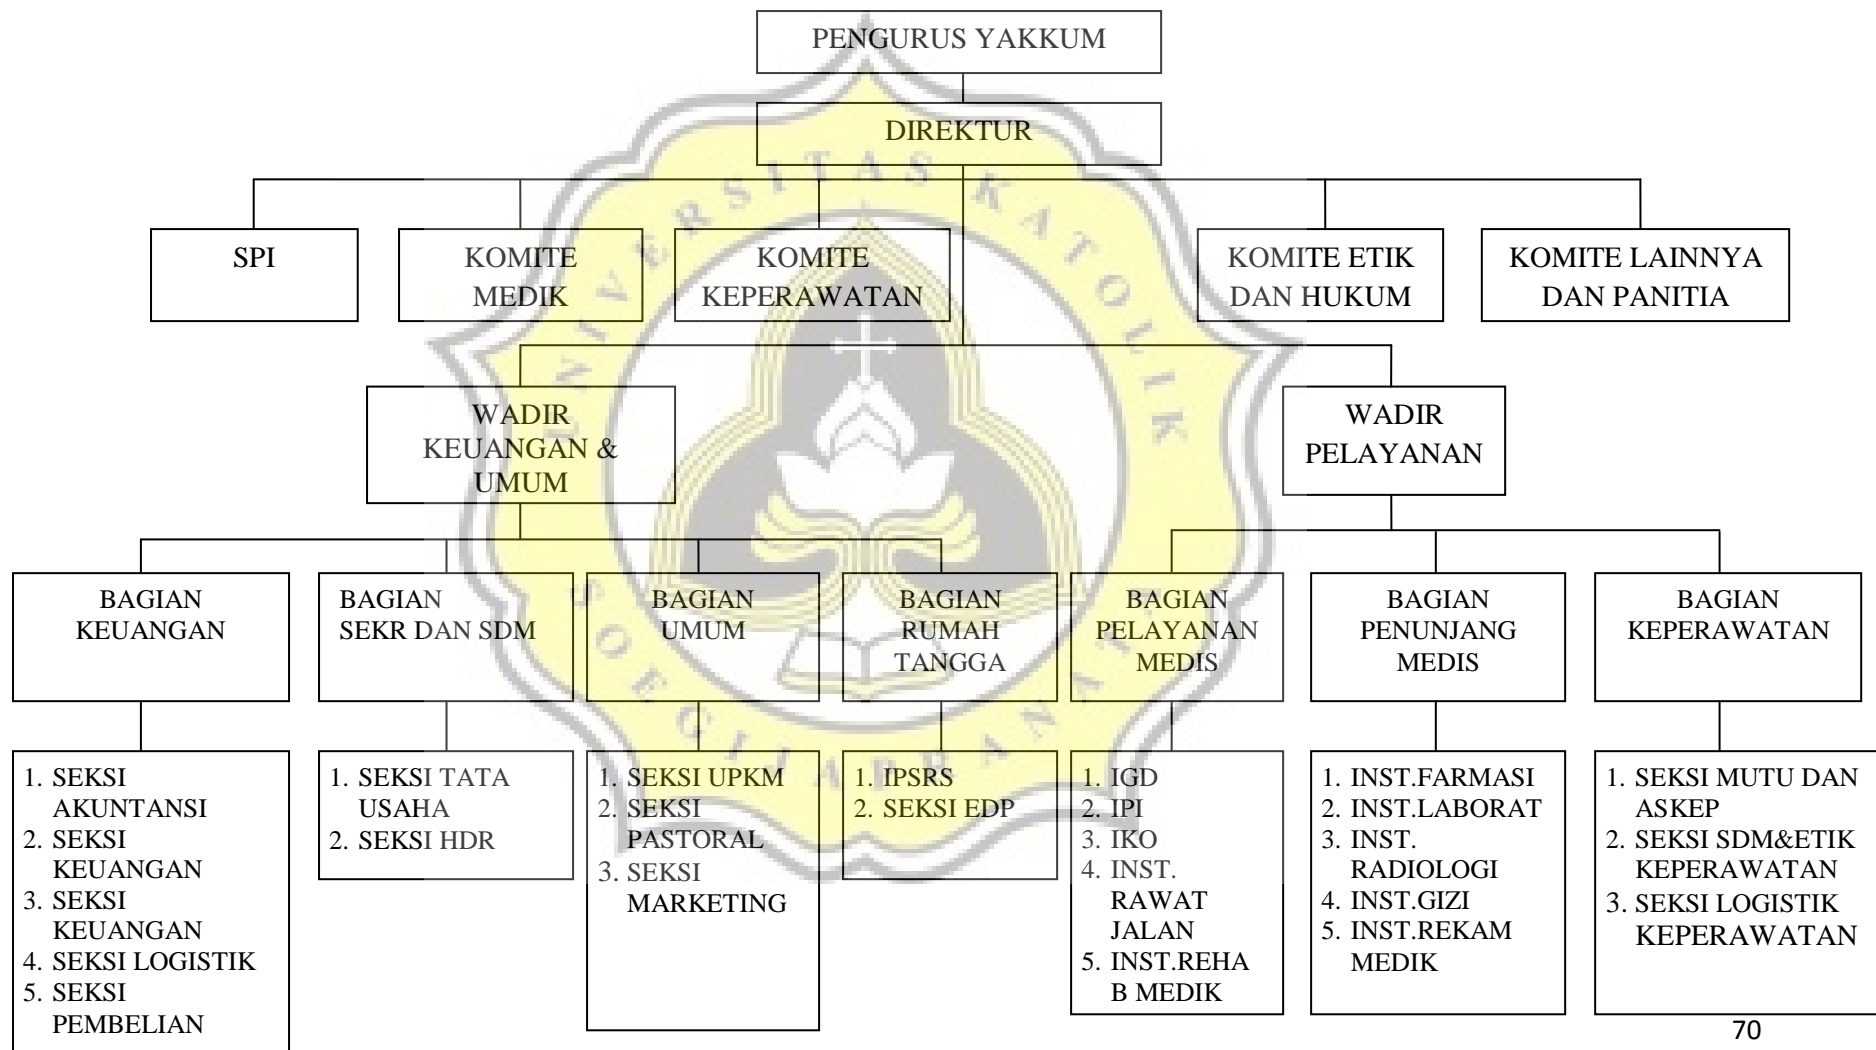 PENGURUS YAKKUM
DIREKTUR
SPI
KOMITE
MEDIK
KOMITE
KEPERAWATAN
KOMITE ETIK
DAN HUKUM
KOMITE LAINNYA
DAN PANITIA
WADIR
KEUANGAN &
UMUM
WADIR
PELAYANAN
BAGIAN
KEUANGAN
BAGIAN
SEKR DAN SDM
BAGIAN
UMUM
BAGIAN
RUMAH
TANGGA
BAGIAN
PELAYANAN
MEDIS
BAGIAN
PENUNJANG
MEDIS
BAGIAN
KEPERAWATAN
1. SEKSI
AKUNTANSI
2. SEKSI
KEUANGAN
3. SEKSI
KEUANGAN
4. SEKSI LOGISTIK
5. SEKSI
PEMBELIAN
1. SEKSI TATA
USAHA
2. SEKSI HDR
1. SEKSI UPKM
2. SEKSI
PASTORAL
3. SEKSI
MARKETING
1. IPSRS
2. SEKSI EDP
1. IGD
2. IPI
3. IKO
4. INST.
RAWAT
JALAN
5. INST.REHA
B MEDIK
1. INST.FARMASI
2. INST.LABORAT
3. INST.
RADIOLOGI
4. INST.GIZI
5. INST.REKAM
MEDIK
1. SEKSI MUTU DAN
ASKEP
2. SEKSI SDM&ETIK
KEPERAWATAN
3. SEKSI LOGISTIK
KEPERAWATAN
UNIVERSITAS KATOLIK
SOEGIJAPRANATA
70